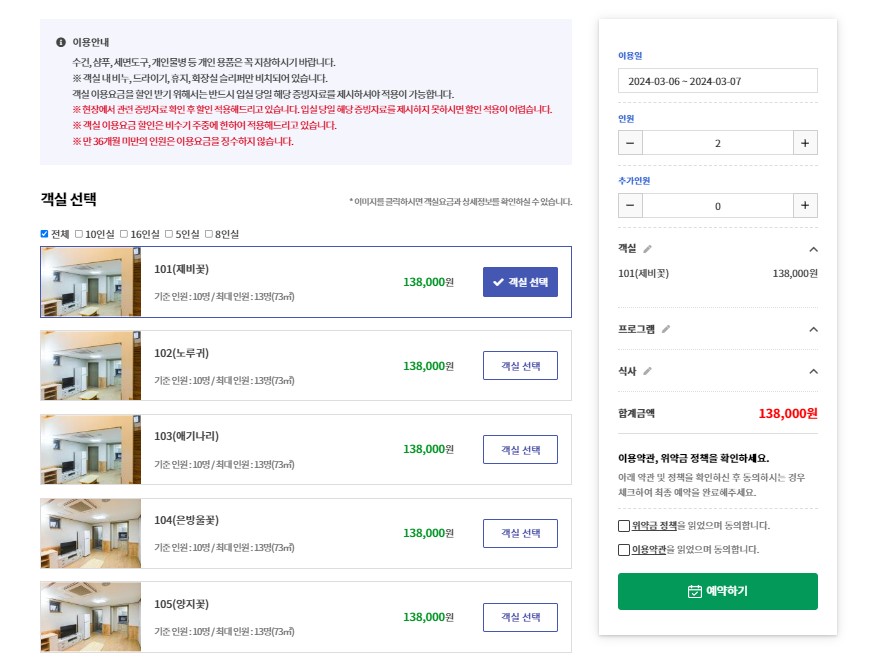 이용안내
수건, 샴푸, 세면도구, 개인물병 등 개인 용품은 꼭 지참하시기 바랍니다.
※ 객실 내 비누, 드라이기, 휴지, 화장실 슬리퍼만 비치되어 있습니다.
객실 이용요금을 할인 받기 위해서는 반드시 입실 당일 해당 증빙자료를 제시하셔야 적용이 가능합니다.
※ 현장에서 관련 증빙자료 확인 후 할인 적용해드리고 있습니다. 입실 당일 해당 증빙자료를 제시하지 못하시면 할인 적용이 어렵습니다.
※ 객실 이용요금 할인은 비수기 주중에 한하여 적용해드리고 있습니다.
※ 만 36개월 미만의 인원은 이용요금을 징수하지 않습니다.
객실 선택
* 이미지를 클릭하시면 객실요금과 상세정보를 확인하실 수 있습니다.
전체 10인실 16인실 5인실 8인실
101(제비꽃)
기준 인원 : 10명 / 최대 인원 : 13명(73㎡)
138,000원
객실 선택
102(노루귀)
기준 인원 : 10명 / 최대 인원 : 13명(73㎡)
138,000원
객실 선택
103(애기나리)
기준 인원 : 10명 / 최대 인원 : 13명(73㎡)
138,000원
객실 선택
104(은방울꽃)
기준 인원 : 10명 / 최대 인원 : 13명(73㎡)
138,000원
객실 선택
105(양지꽃)
기준 인원 : 10명 / 최대 인원 : 13명(73㎡)
138,000원
객실 선택
이용일
2024-03-06 ~ 2024-03-07
인원
− 2 +
추가인원
− 0 +
객실
101(제비꽃) 138,000원
프로그램
식사
합계금액 138,000원
이용약관, 위약금 정책을 확인하세요.
아래 약관 및 정책을 확인하신 후 동의하시는 경우
체크하여 최종 예약을 완료해주세요.
위약금 정책을 읽었으며 동의합니다.
이용약관을 읽었으며 동의합니다.
예약하기